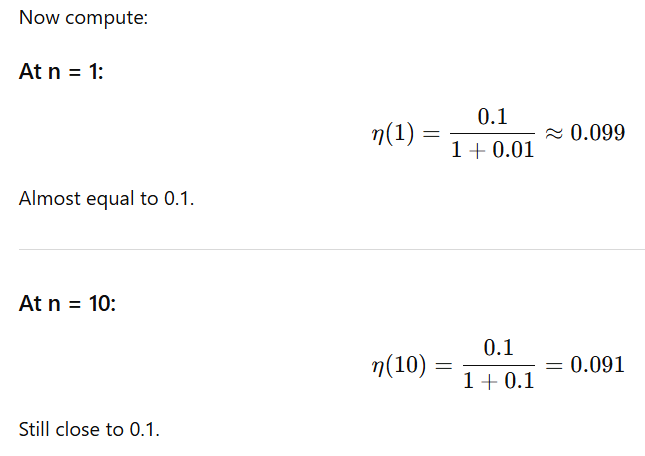 Now compute:
At n = 1:
η(1) = 0.1 / (1 + 0.01) ≈ 0.099
Almost equal to 0.1.
At n = 10:
η(10) = 0.1 / (1 + 0.1) = 0.091
Still close to 0.1.